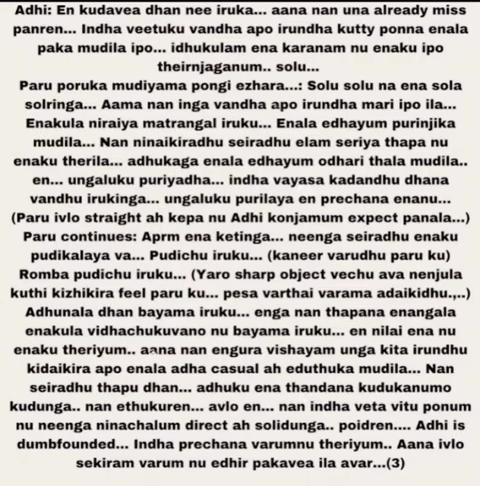 Adhi: En kudavea dhan nee iruka... aana nan una already miss
panren... Indha veetuku vandha apo irundha kutty ponna enala
paka mudila ipo... idhukulam ena karanam nu enaku ipo
theirnjaganum.. solu...
Paru poruka mudiyama pongi ezhara...: Solu solu na ena sola
solringa... Aama nan inga vandha apo irundha mari ipo ila...
Enakula niraiya matrangal iruku... Enala edhayum purinjika
mudila... Nan ninaikiradhu seiradhu elam seriya thapa nu
enaku therila... adhukaga enala edhayum odhari thala mudila..
en... ungaluku puriyadha... indha vayasa kadandhu dhana
vandhu irukinga... ungaluku purilaya en prechana enanu...
(Paru ivlo straight ah kepa nu Adhi konjamum expect panala...)
Paru continues: Aprm ena ketinga... neenga seiradhu enaku
pudikalaya va... Pudichu iruku... (kaneer varudhu paru ku)
Romba pudichu iruku... (Yaro sharp object vechu ava nenjula
kuthi kizhikira feel paru ku... pesa varthai varama adaikidhu.,..)
Adhunala dhan bayama iruku... enga nan thapana enangala
enakula vidhachukuvano nu bayama iruku... en nilai ena nu
enaku theriyum.. aana nan engura vishayam unga kita irundhu
kidaikira apo enala adha casual ah eduthuka mudila... Nan
seiradhu thapu dhan... adhuku ena thandana kudukanumo
kudunga.. nan ethukuren... avlo en... nan indha veta vitu ponum
nu neenga ninachalum direct ah solidunga.. poidren.... Adhi is
dumbfounded... Indha prechana varumnu theriyum.. Aana ivlo
sekiram varum nu edhir pakavea ila avar...(3)